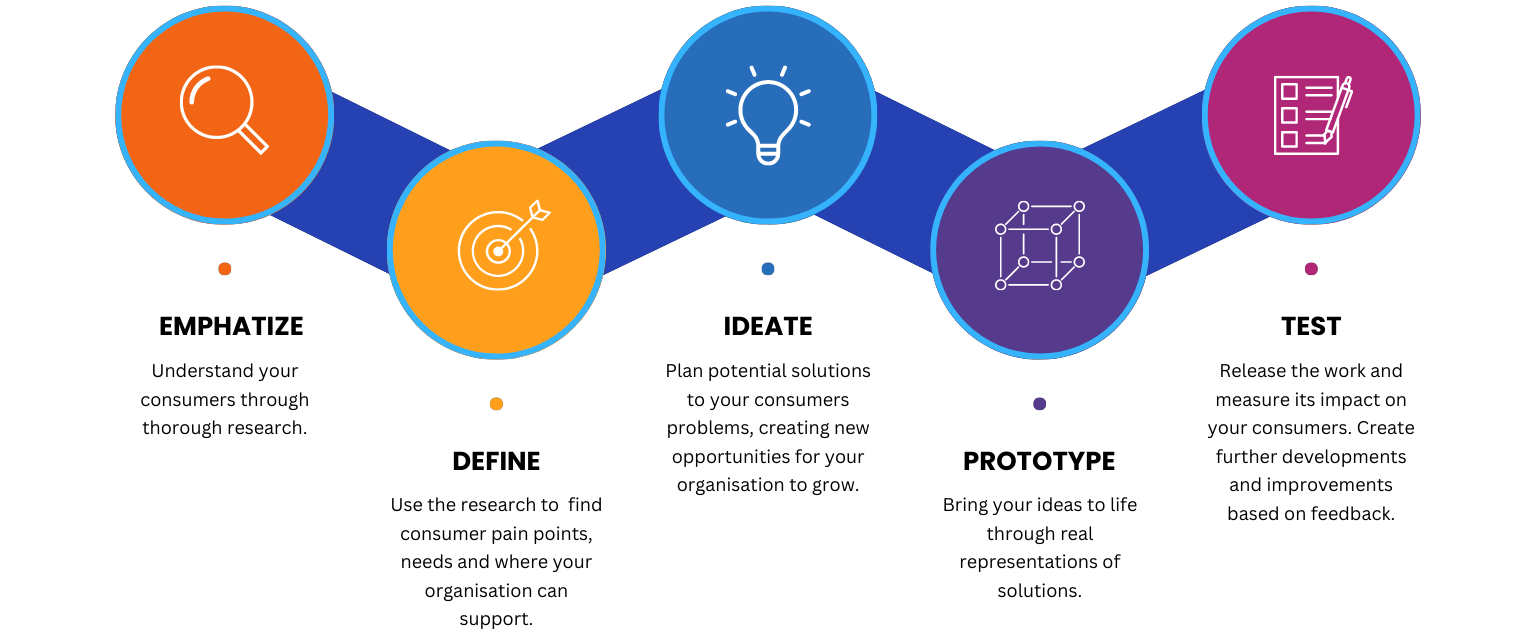 EMPHATIZE
Understand your
consumers through
thorough research.
DEFINE
Use the research to  find
consumer pain points,
needs and where your
organisation can
support.
IDEATE
Plan potential solutions
to your consumers
problems, creating new
opportunities for your
organisation to grow.
PROTOTYPE
Bring your ideas to life
through real
representations of
solutions.
TEST
Release the work and
measure its impact on
your consumers. Create
further developments
and improvements
based on feedback.